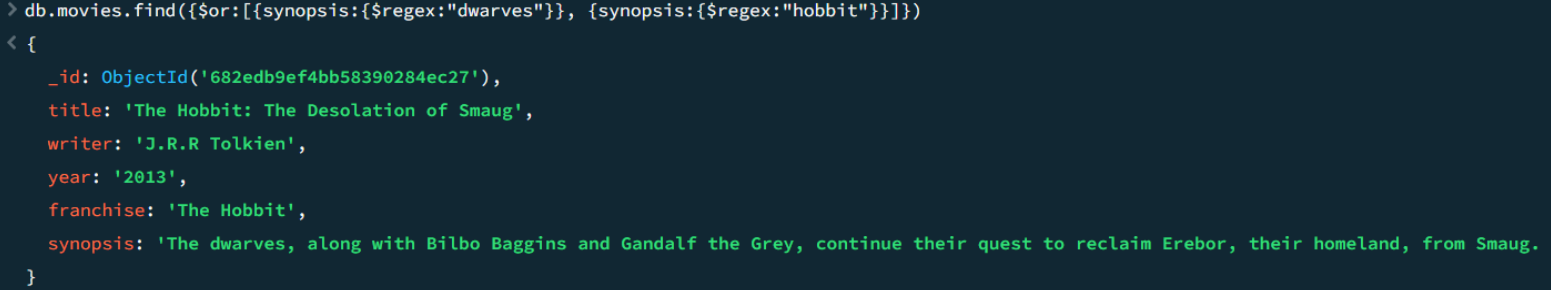 > db.movies.find({$or:[{synopsis:{$regex:"dwarves"}}, {synopsis:{$regex:"hobbit"}}]})
< {
_id: ObjectId('682edb9ef4bb58390284ec27'),
title: 'The Hobbit: The Desolation of Smaug',
writer: 'J.R.R Tolkien',
year: '2013',
franchise: 'The Hobbit',
synopsis: 'The dwarves, along with Bilbo Baggins and Gandalf the Grey, continue their quest to reclaim Erebor, their homeland, from Smaug.
}